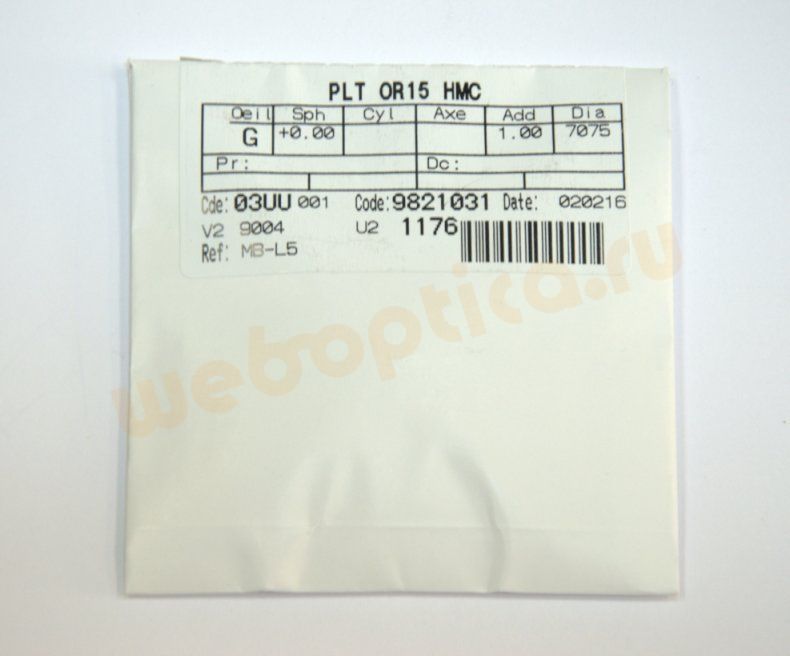 PLT OR15 HMC
Oeil Sph Cyl Axe Add Dia
G +0.00 1.00 7075
Pr: Dc:
Cde: 03UU 001 Code: 9821031 Date: 020216
V2 9004 U2 1176
Ref: MB-L5
weboptica.ru